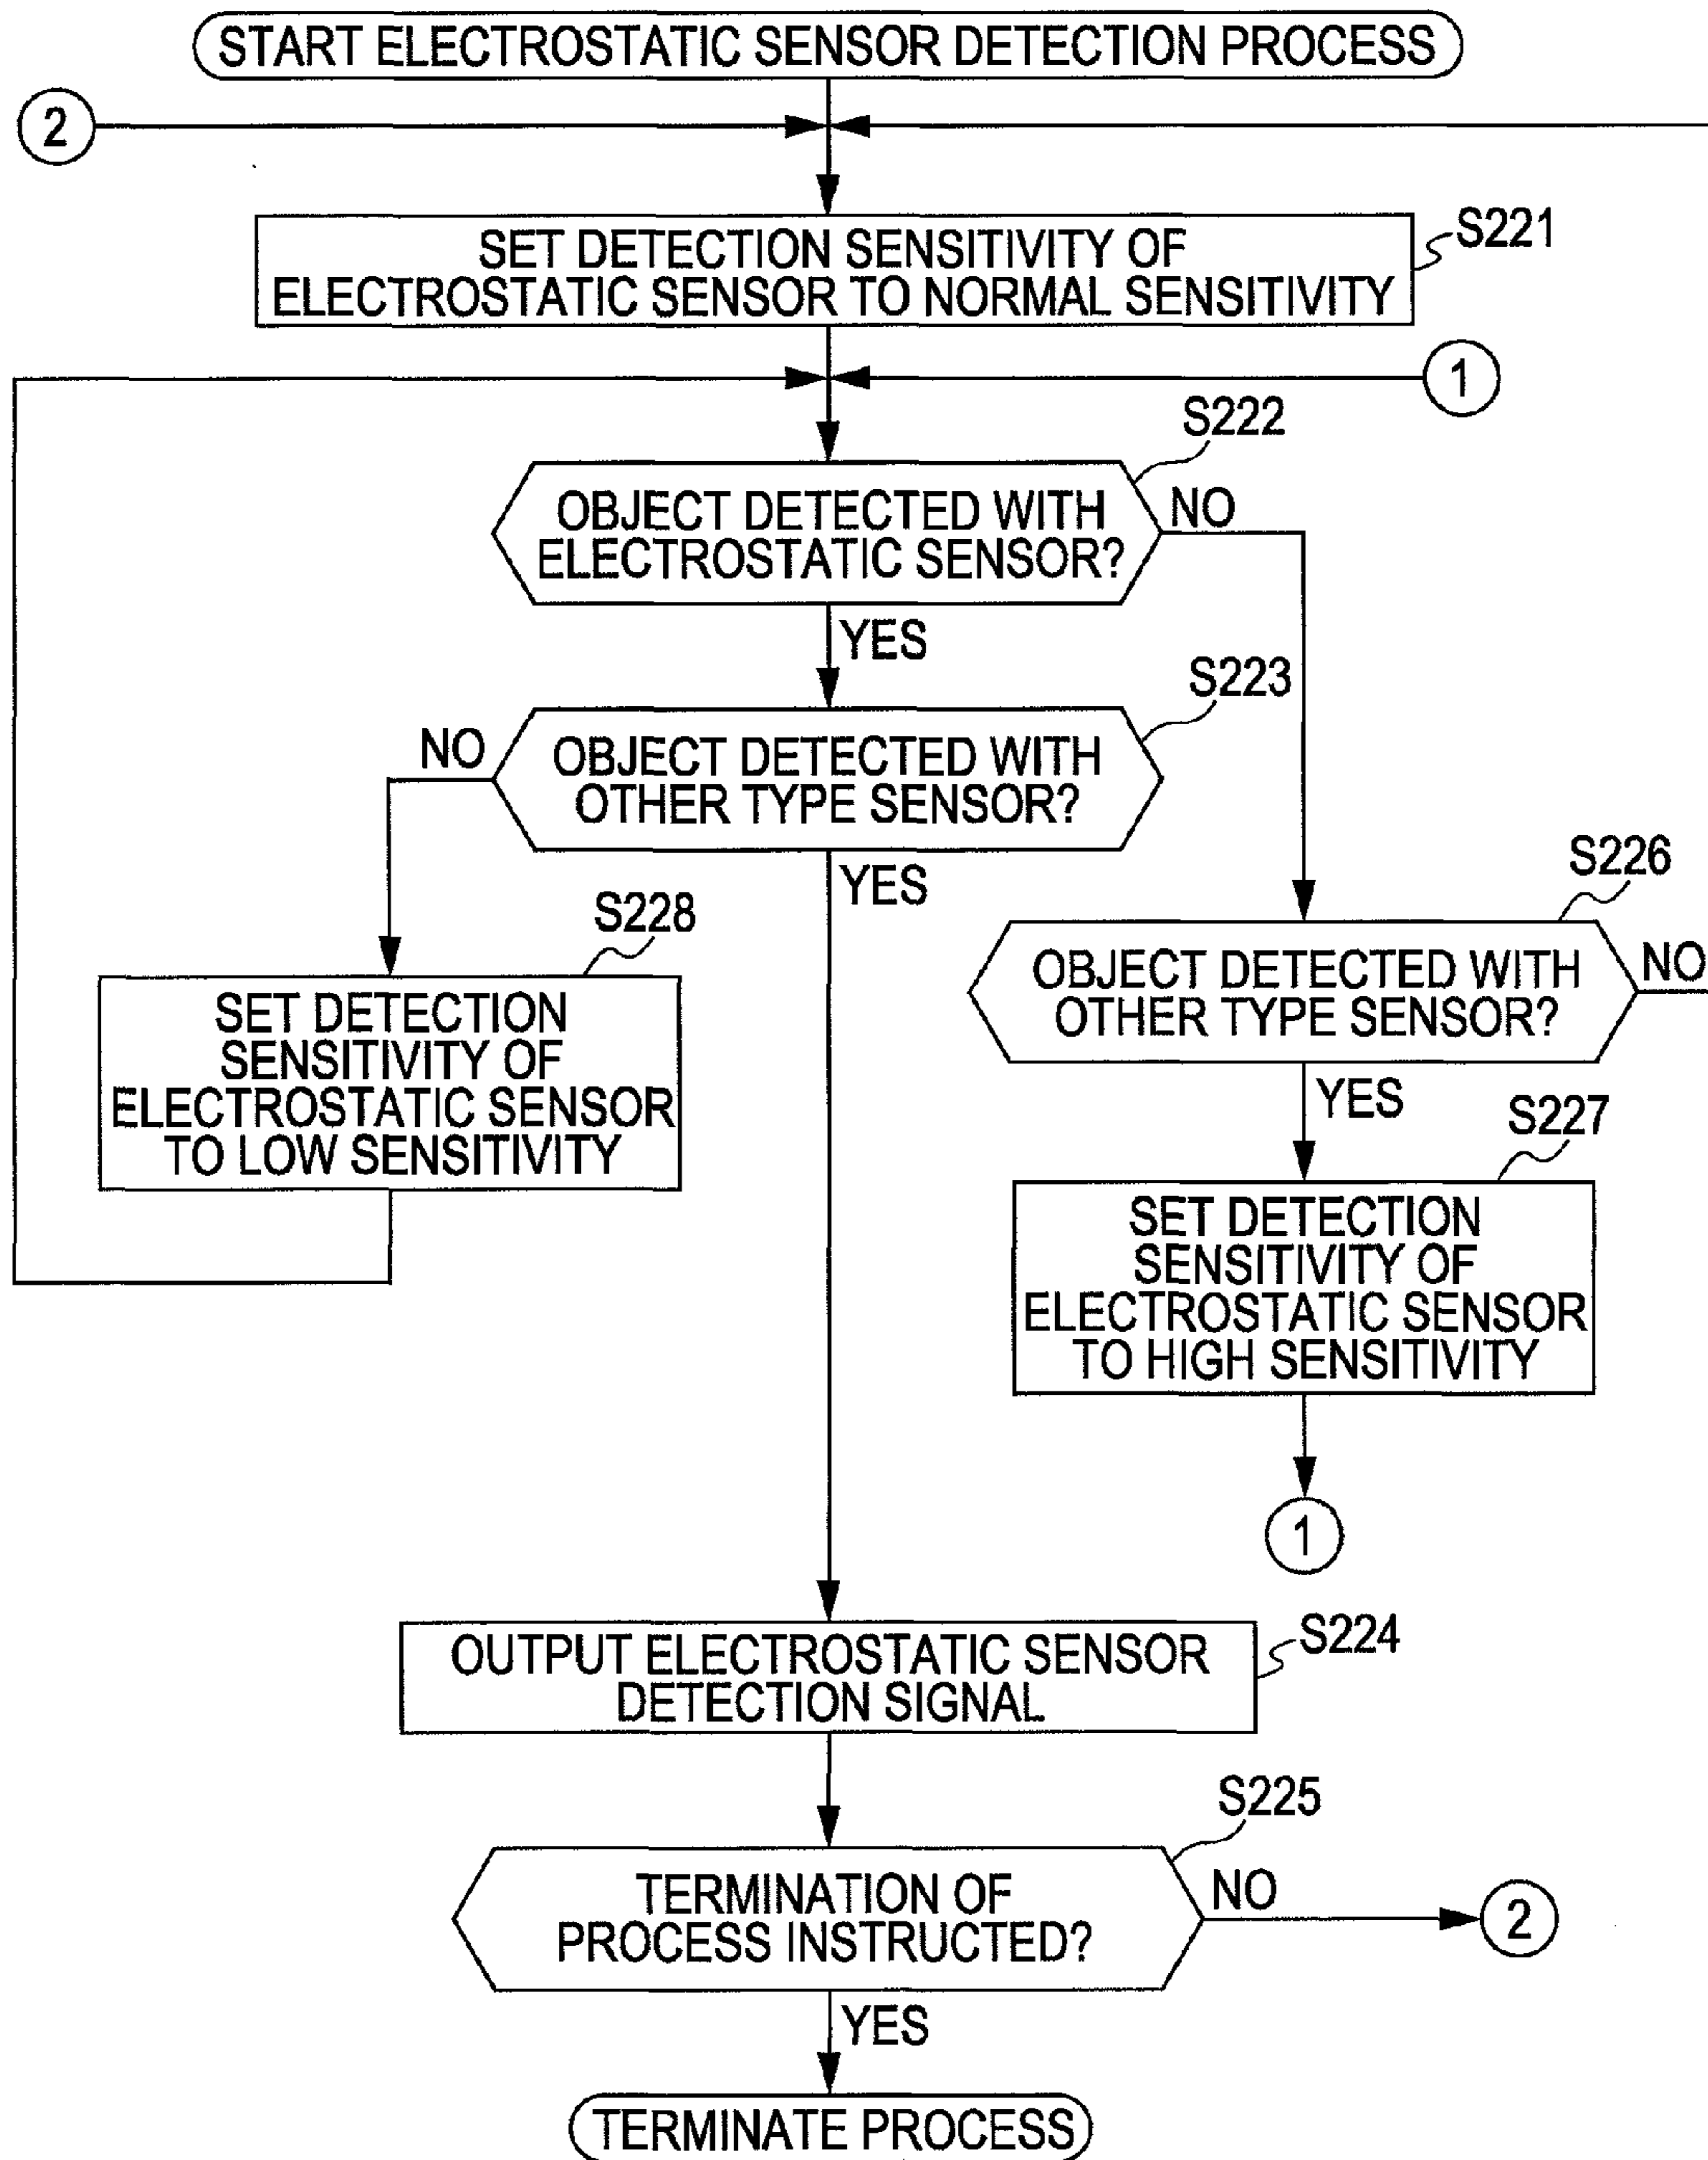 START ELECTROSTATIC SENSOR DETECTION PROCESS
2
SET DETECTION SENSITIVITY OF
ELECTROSTATIC SENSOR TO NORMAL SENSITIVITY
S221
1
S222
OBJECT DETECTED WITH
ELECTROSTATIC SENSOR?
NO
YES
S223
NO
OBJECT DETECTED WITH
OTHER TYPE SENSOR?
YES
S226
S228
OBJECT DETECTED WITH
OTHER TYPE SENSOR?
NO
SET DETECTION
SENSITIVITY OF
ELECTROSTATIC SENSOR
TO LOW SENSITIVITY
YES
S227
SET DETECTION
SENSITIVITY OF
ELECTROSTATIC SENSOR
TO HIGH SENSITIVITY
1
OUTPUT ELECTROSTATIC SENSOR
DETECTION SIGNAL
S224
S225
TERMINATION OF
PROCESS INSTRUCTED?
NO
2
YES
TERMINATE PROCESS